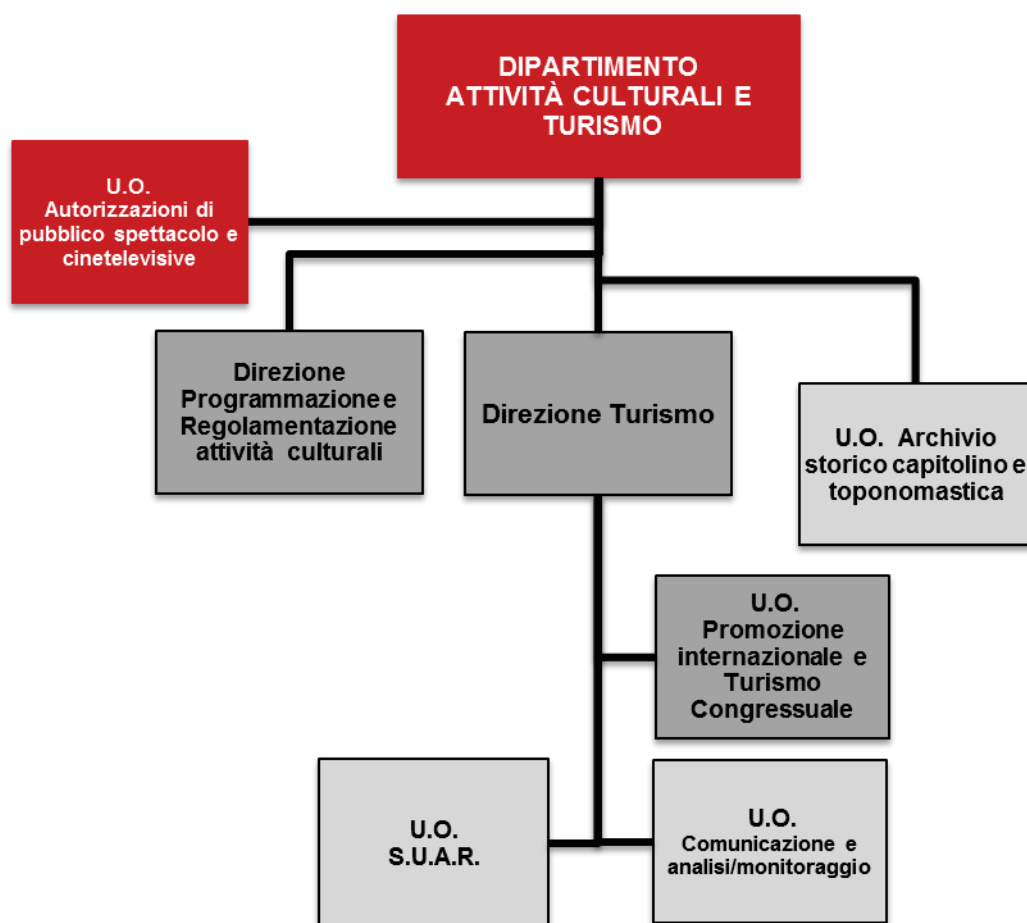 DIPARTIMENTO
ATTIVITÀ CULTURALI E
TURISMO
U.O.
Autorizzazioni di
pubblico spettacolo e
cinetelevisive
Direzione
Programmazione e
Regolamentazione
attività culturali
Direzione Turismo
U.O. Archivio
storico capitolino e
toponomastica
U.O.
Promozione
internazionale e
Turismo
Congressuale
U.O.
S.U.A.R.
U.O.
Comunicazione e
analisi/monitoraggio